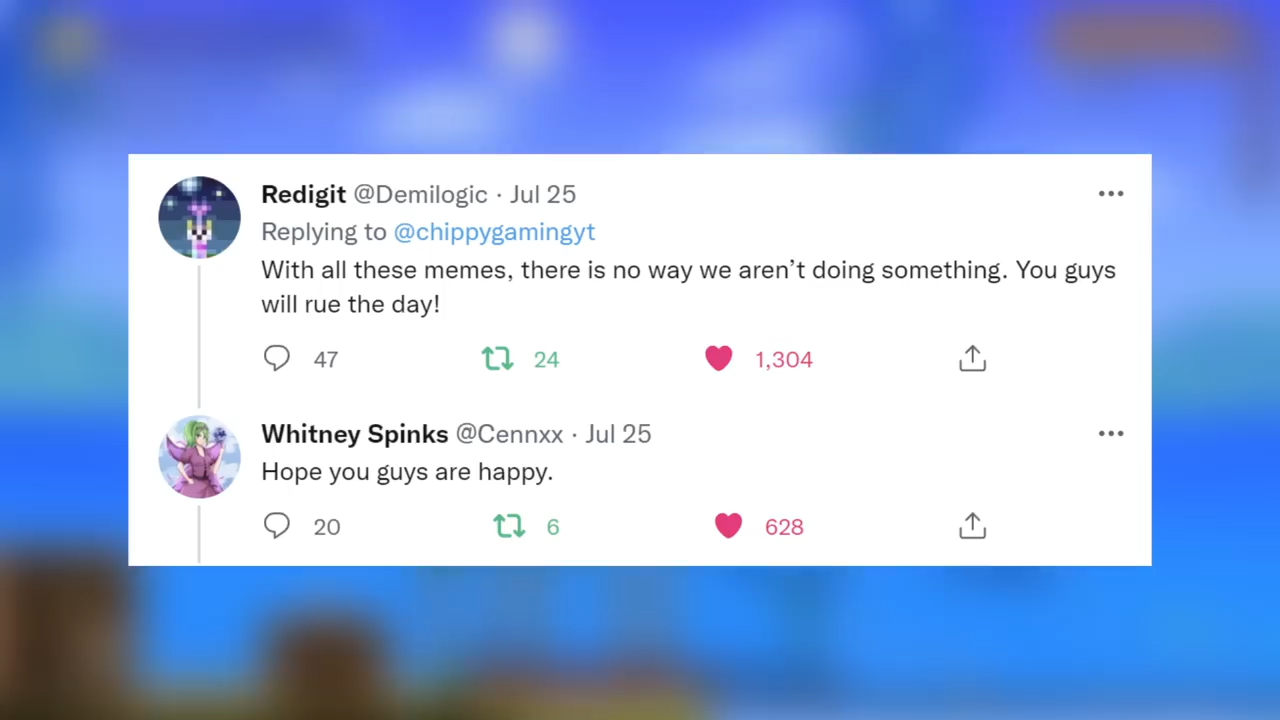 Redigit @Demilogic · Jul 25
Replying to @chippygamingyt
With all these memes, there is no way we aren’t doing something. You guys
will rue the day!
47 24 1,304
Whitney Spinks @Cennxx · Jul 25
Hope you guys are happy.
20 6 628